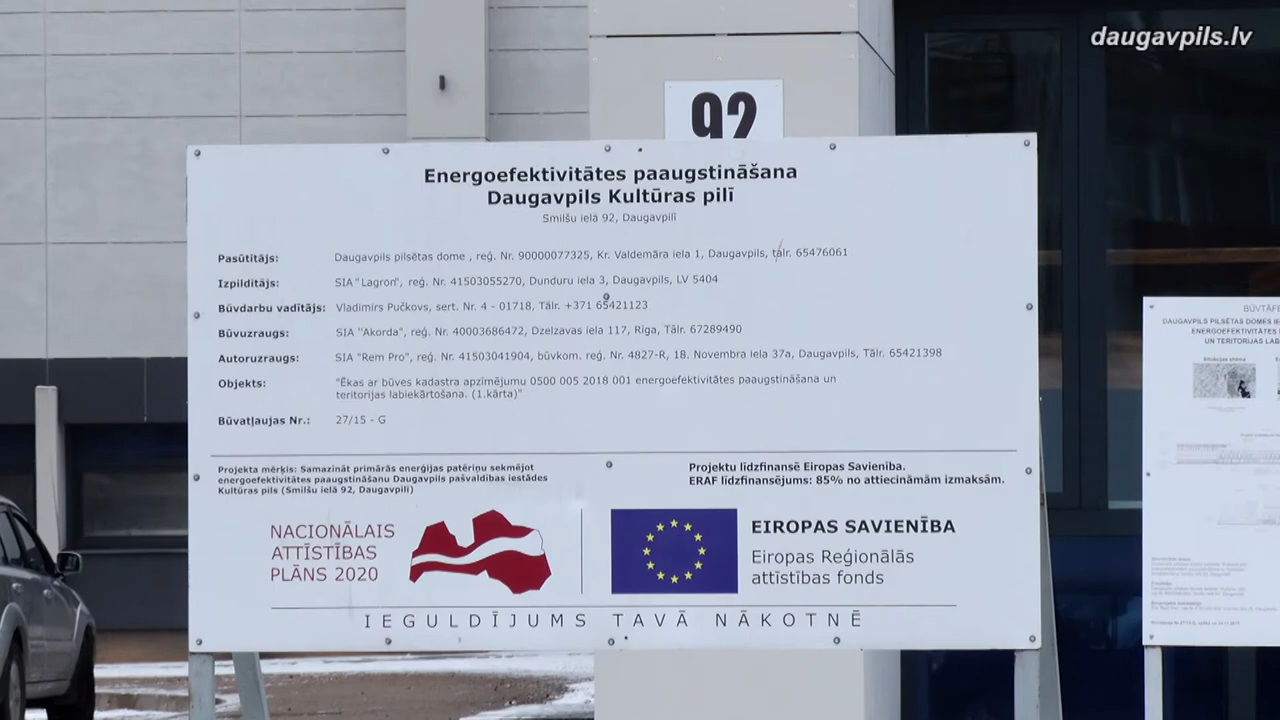 daugavpils.lv
92
Energoefektivitātes paaugstināšana
Daugavpils Kultūras pilī
Smilšu ielā 92, Daugavpilī
Pasūtītājs: Daugavpils pilsētas dome , reģ. Nr. 90000077325, Kr. Valdemāra iela 1, Daugavpils, tālr. 65476061
Izpildītājs: SIA "Lagron", reģ. Nr. 41503055270, Dunduru iela 3, Daugavpils, LV 5404
Būvdarbu vadītājs: Vladimirs Pučkovs, sert. Nr. 4 - 01718, Tālr. +371 65421123
Būvuzraugs: SIA "Akorda", reģ. Nr. 40003686472, Dzelzavas iela 117, Rīga, Tālr. 67289490
Autoruzraugs: SIA "Rem Pro", reģ. Nr. 41503041904, būvkom. reģ. Nr. 4827-R, 18. Novembra iela 37a, Daugavpils, Tālr. 65421398
Objekts: "Ēkas ar būves kadastra apzīmējumu 0500 005 2018 001 energoefektivitātes paaugstināšana un
teritorijas labiekārtošana. (1.kārta)"
Būvatļaujas Nr.: 27/15 - G
Projekta mērķis: Samazināt primārās enerģijas patēriņu sekmējot
energoefektivitātes paaugstināšanu Daugavpils pašvaldības iestādes
Kultūras pils (Smilšu ielā 92, Daugavpilī)
Projektu līdzfinansē Eiropas Savienība.
ERAF līdzfinansējums: 85% no attiecināmām izmaksām.
NACIONĀLAIS
ATTĪSTĪBAS
PLĀNS 2020
EIROPAS SAVIENĪBA
Eiropas Reģionālās
attīstības fonds
IEGULDĪJUMS TAVĀ NĀKOTNĒ
BŪVTĀFE
DAUGAVPILS PILSĒTAS DOMES
ENERGOEFEKTIVITĀTES
UN TERITORIJAS LAB
Situācijas shēma